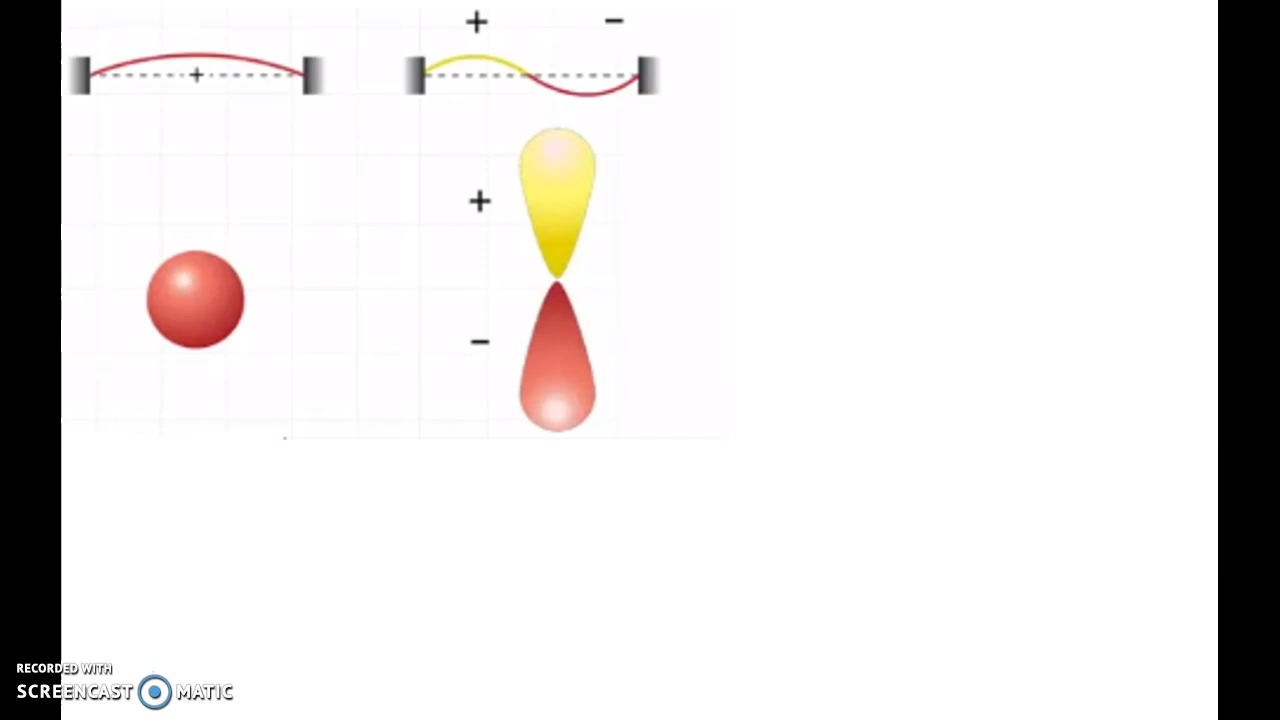 + −
+
+
−
RECORDED WITH
SCREENCAST MATIC